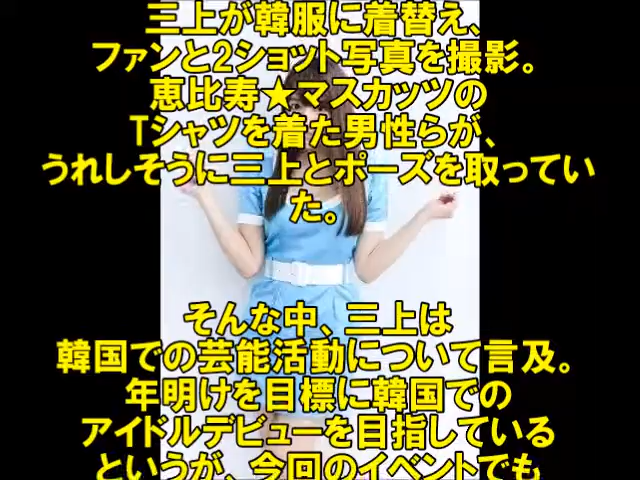 三上が韓服に着替え、
ファンと2ショット写真を撮影。
恵比寿★マスカッツの
Tシャツを着た男性らが、
うれしそうに三上とポーズを取ってい
た。
そんな中、三上は
韓国での芸能活動について言及。
年明けを目標に韓国での
アイドルデビューを目指している
というが、今回のイベントでも